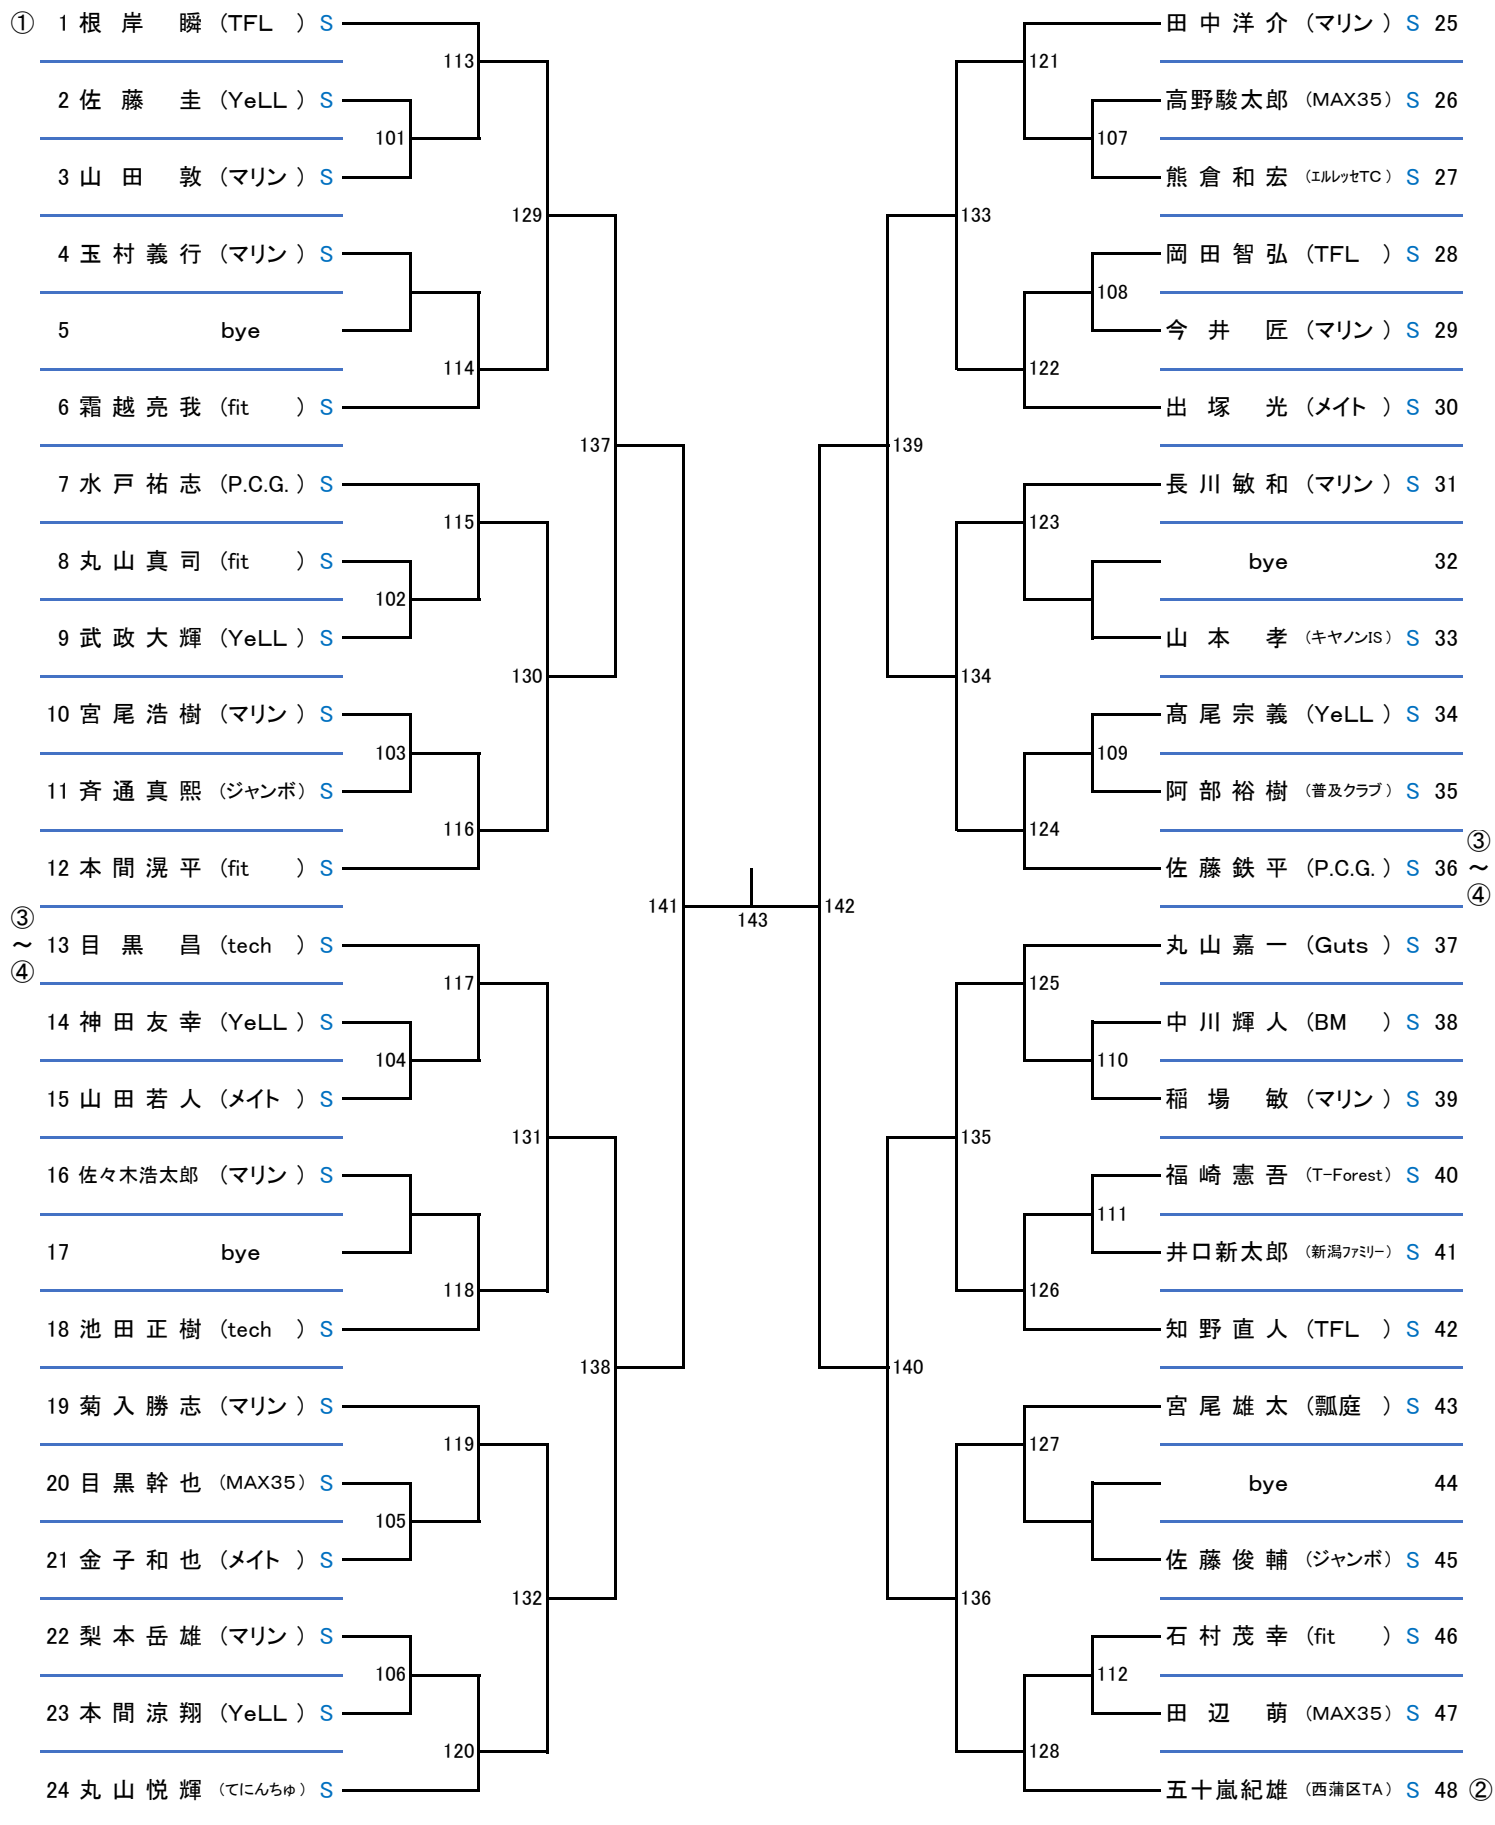 ① 1 根岸 瞬 (TFL ) S
113
2 佐藤 圭 (YeLL ) S
101
3 山田 敦 (マリン ) S
129
4 玉村義行 (マリン ) S
5 bye
114
6 霜越亮我 (fit ) S
137
7 水戸祐志 (P.C.G. ) S
115
8 丸山真司 (fit ) S
102
9 武政大輝 (YeLL ) S
130
10 宮尾浩樹 (マリン ) S
103
11 斉通真熙 (ジャンボ) S
116
12 本間滉平 (fit ) S
141
③～④ 13 目黒 昌 (tech ) S
117
14 神田友幸 (YeLL ) S
104
15 山田若人 (メイト ) S
131
16 佐々木浩太郎 (マリン ) S
17 bye
118
18 池田正樹 (tech ) S
138
19 菊入勝志 (マリン ) S
119
20 目黒幹也 (MAX35) S
105
21 金子和也 (メイト ) S
132
22 梨本岳雄 (マリン ) S
106
23 本間涼翔 (YeLL ) S
120
24 丸山悦輝 (てにんちゅ) S
143
田中洋介 (マリン ) S 25
121
高野駿太郎 (MAX35) S 26
107
熊倉和宏 (エルレッセTC) S 27
133
岡田智弘 (TFL ) S 28
108
今井 匠 (マリン ) S 29
122
出塚 光 (メイト ) S 30
139
長川敏和 (マリン ) S 31
123
bye 32
山本 孝 (キヤノンIS) S 33
134
髙尾宗義 (YeLL ) S 34
109
阿部裕樹 (普及クラブ) S 35
124
佐藤鉄平 (P.C.G. ) S 36 ③～④
142
丸山嘉一 (Guts ) S 37
125
中川輝人 (BM ) S 38
110
稲場 敏 (マリン ) S 39
135
福崎憲吾 (T-Forest) S 40
111
井口新太郎 (新潟ファミリー) S 41
126
知野直人 (TFL ) S 42
140
宮尾雄太 (瓢庭 ) S 43
127
bye 44
佐藤俊輔 (ジャンボ) S 45
136
石村茂幸 (fit ) S 46
112
田辺 萌 (MAX35) S 47
128
五十嵐紀雄 (西蒲区TA) S 48 ②